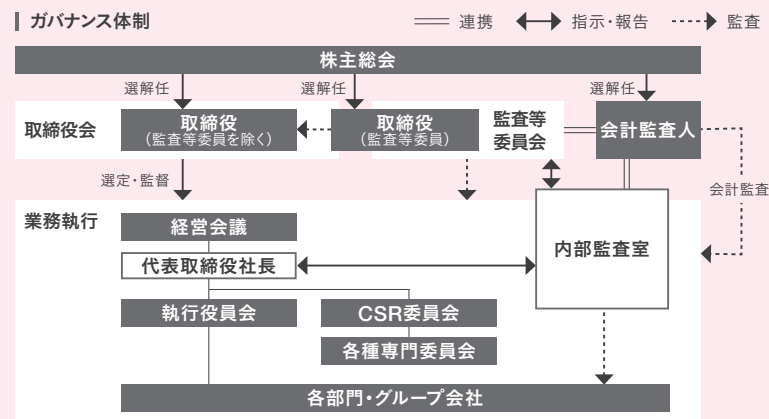 ガバナンス体制
連携
指示・報告
監査
株主総会
選解任
選解任
選解任
取締役会
取締役
（監査等委員を除く）
取締役
（監査等委員）
監査等
委員会
会計監査人
選定・監督
会計監査
業務執行
経営会議
代表取締役社長
内部監査室
執行役員会
CSR委員会
各種専門委員会
各部門・グループ会社